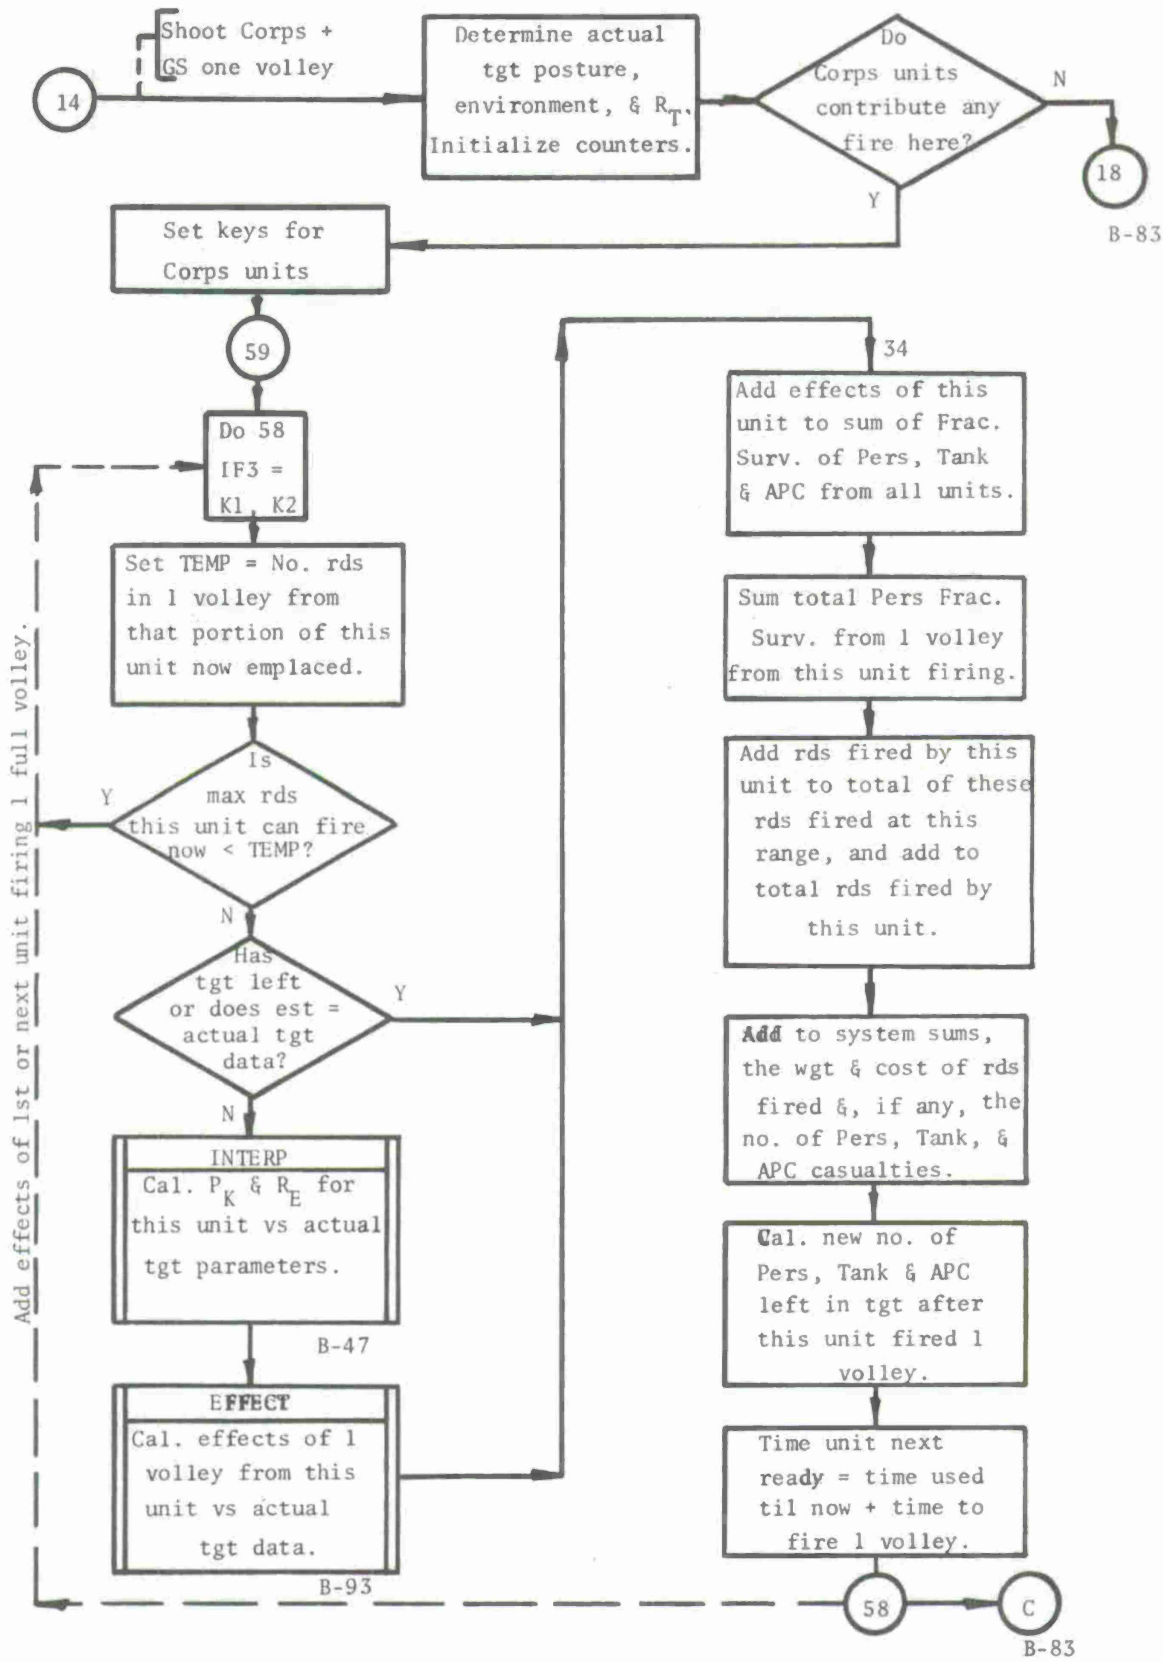 Shoot Corps +
GS one volley
14
Determine actual
tgt posture,
environment, & R_T.
Initialize counters.
Do
Corps units
contribute any
fire here?
N
18
B-83
Y
Set keys for
Corps units
59
Do 58
IF3 =
K1, K2
Set TEMP = No. rds
in 1 volley from
that portion of this
unit now emplaced.
Is
max rds
this unit can fire
now < TEMP?
Y
N
Has
tgt left
or does est =
actual tgt
data?
Y
N
INTERP
Cal. P_K & R_E for
this unit vs actual
tgt parameters.
B-47
EFFECT
Cal. effects of 1
volley from this
unit vs actual
tgt data.
B-93
Add effects of 1st or next unit firing 1 full volley.
34
Add effects of this
unit to sum of Frac.
Surv. of Pers, Tank
& APC from all units.
Sum total Pers Frac.
Surv. from 1 volley
from this unit firing.
Add rds fired by this
unit to total of these
rds fired at this
range, and add to
total rds fired by
this unit.
Add to system sums,
the wgt & cost of rds
fired &, if any, the
no. of Pers, Tank, &
APC casualties.
Cal. new no. of
Pers, Tank & APC
left in tgt after
this unit fired 1
volley.
Time unit next
ready = time used
til now + time to
fire 1 volley.
58
C
B-83